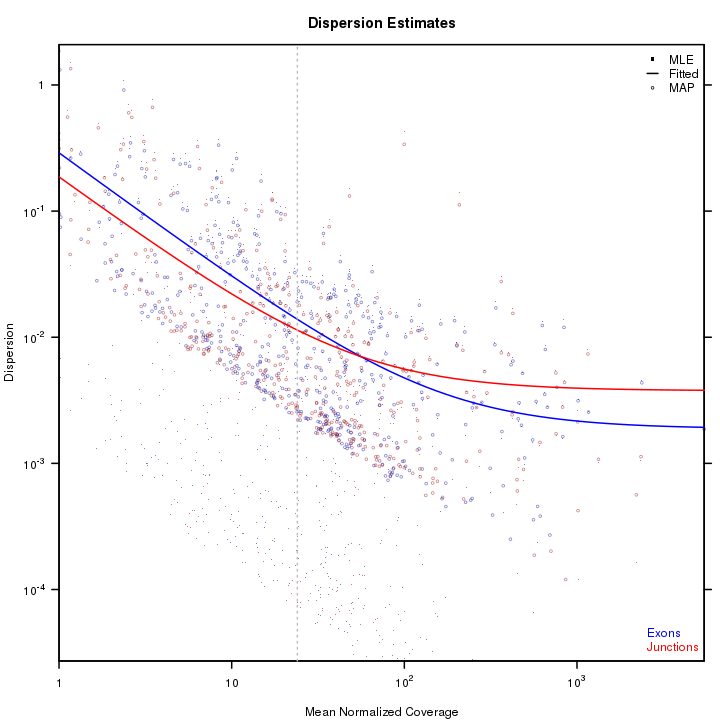 Dispersion Estimates
MLE
Fitted
MAP
1
10⁻¹
10⁻²
10⁻³
10⁻⁴
Dispersion
Exons
Junctions
1
10
10²
10³
Mean Normalized Coverage